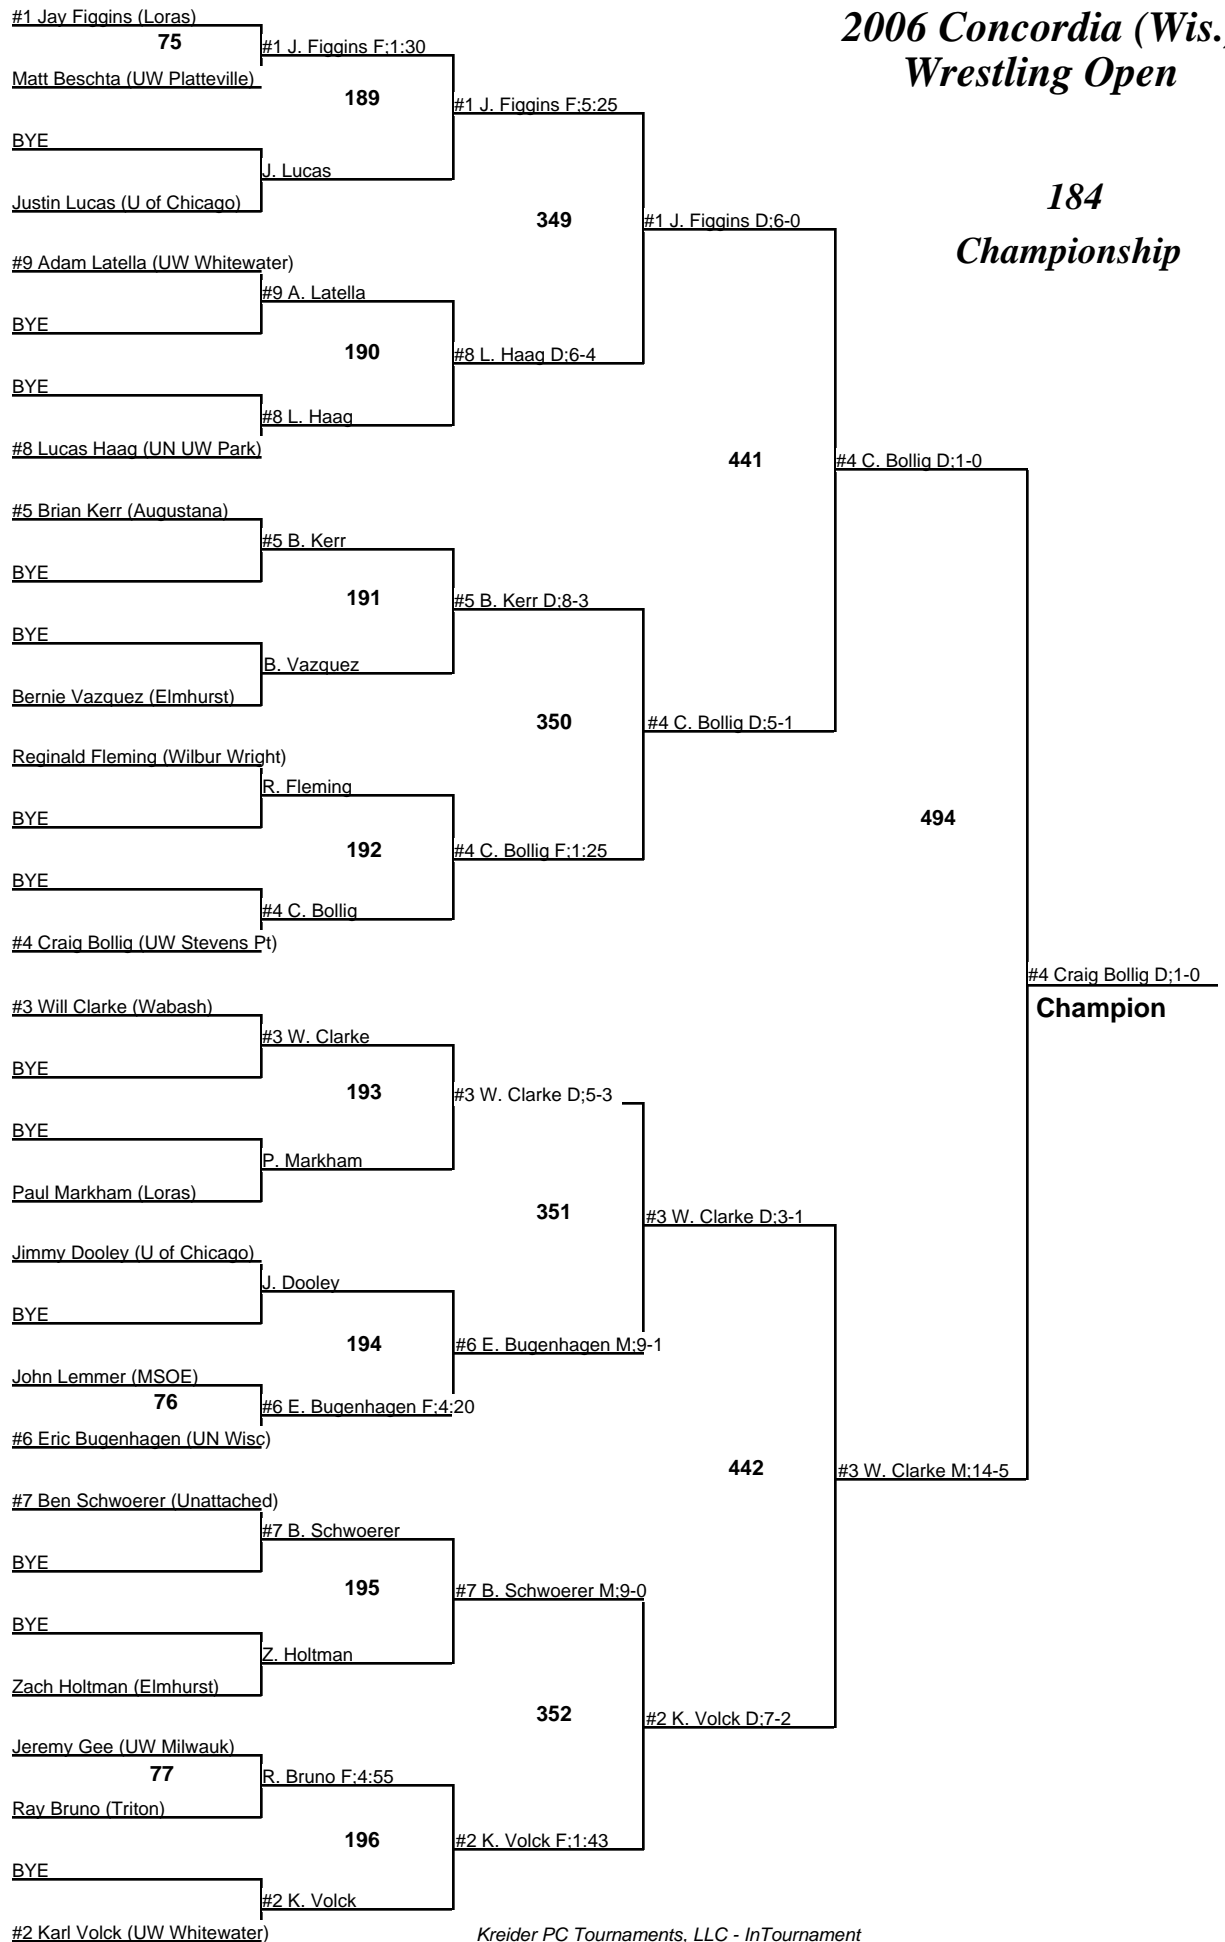 2006 Concordia (Wis.)
Wrestling Open
184
Championship
#1 Jay Figgins (Loras)
75
#1 J. Figgins F;1:30
Matt Beschta (UW Platteville)
189
#1 J. Figgins F;5:25
BYE
J. Lucas
Justin Lucas (U of Chicago)
349
#1 J. Figgins D;6-0
#9 Adam Latella (UW Whitewater)
#9 A. Latella
BYE
190
#8 L. Haag D;6-4
BYE
#8 L. Haag
#8 Lucas Haag (UN UW Park)
441
#4 C. Bollig D;1-0
#5 Brian Kerr (Augustana)
#5 B. Kerr
BYE
191
#5 B. Kerr D;8-3
BYE
B. Vazquez
Bernie Vazquez (Elmhurst)
350
#4 C. Bollig D;5-1
Reginald Fleming (Wilbur Wright)
R. Fleming
BYE
494
192
#4 C. Bollig F;1:25
BYE
#4 C. Bollig
#4 Craig Bollig (UW Stevens Pt)
#4 Craig Bollig D;1-0
Champion
#3 Will Clarke (Wabash)
#3 W. Clarke
BYE
193
#3 W. Clarke D;5-3
BYE
P. Markham
Paul Markham (Loras)
351
#3 W. Clarke D;3-1
Jimmy Dooley (U of Chicago)
J. Dooley
BYE
194
#6 E. Bugenhagen M;9-1
John Lemmer (MSOE)
76
#6 E. Bugenhagen F;4:20
#6 Eric Bugenhagen (UN Wisc)
442
#3 W. Clarke M;14-5
#7 Ben Schwoerer (Unattached)
#7 B. Schwoerer
BYE
195
#7 B. Schwoerer M;9-0
BYE
Z. Holtman
Zach Holtman (Elmhurst)
352
#2 K. Volck D;7-2
Jeremy Gee (UW Milwauk)
77
R. Bruno F;4:55
Ray Bruno (Triton)
196
#2 K. Volck F;1:43
BYE
#2 K. Volck
#2 Karl Volck (UW Whitewater)
Kreider PC Tournaments, LLC - InTournament